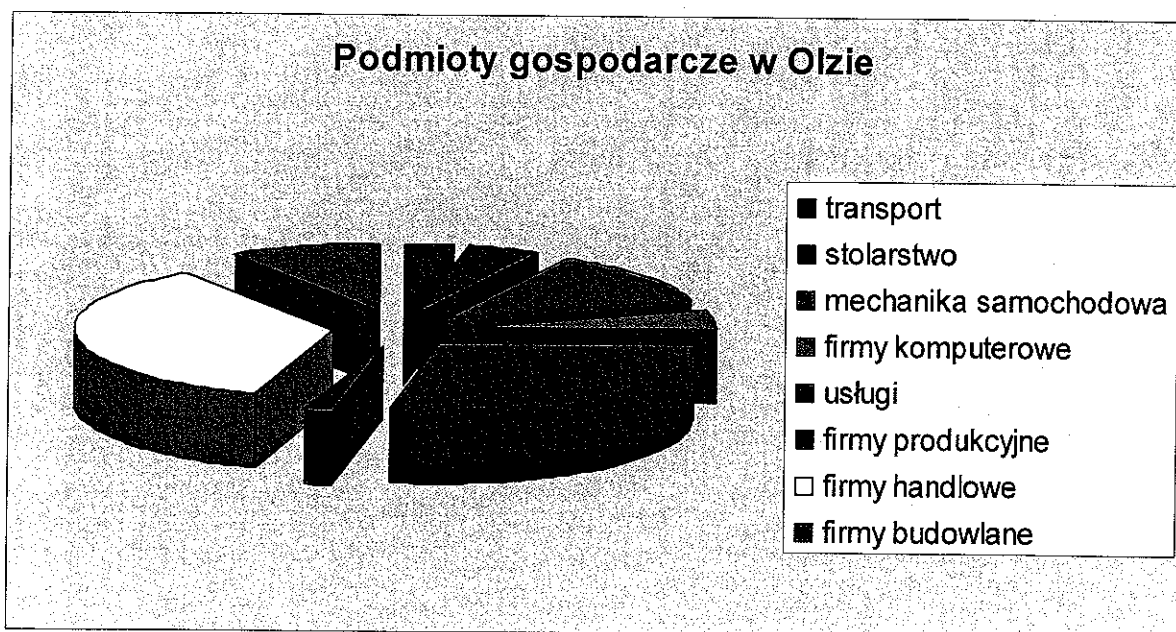 Podmioty gospodarcze w Olzie
transport
stolarstwo
mechanika samochodowa
firmy komputerowe
usługi
firmy produkcyjne
firmy handlowe
firmy budowlane